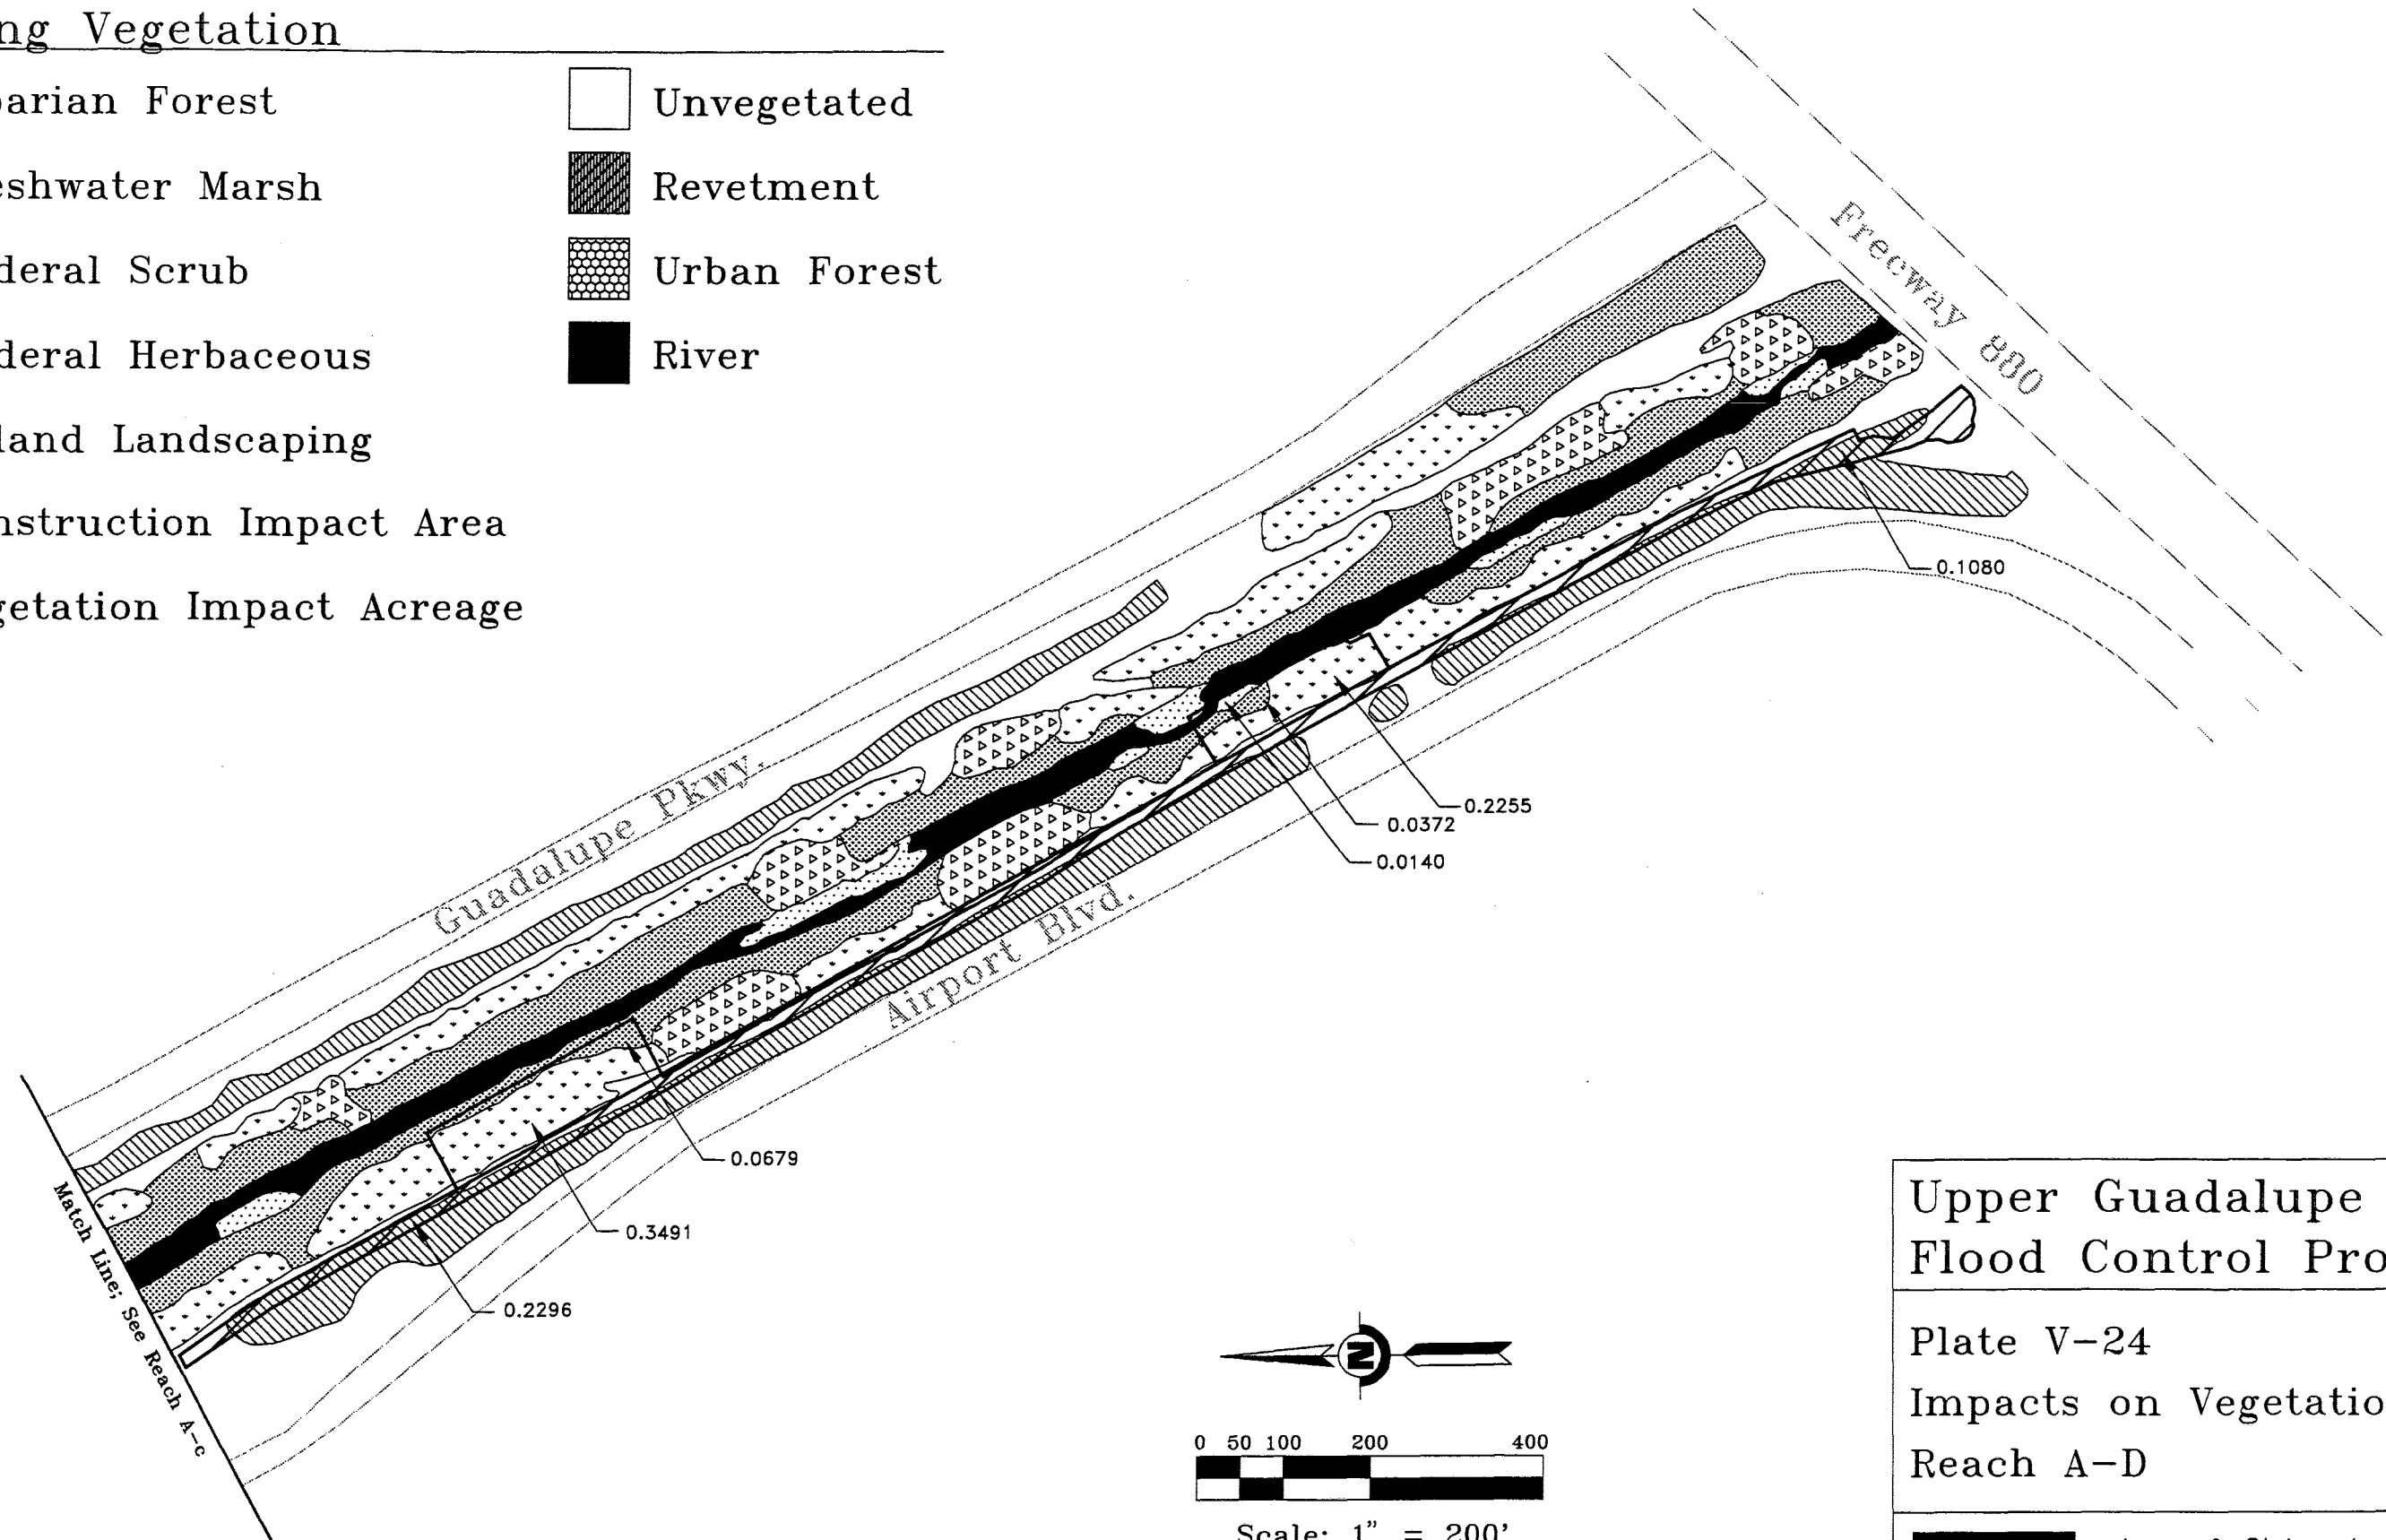 ng Vegetation
parian Forest
eshwater Marsh
deral Scrub
deral Herbaceous
land Landscaping
nstruction Impact Area
getation Impact Acreage
Unvegetated
Revetment
Urban Forest
River
Freeway 880
Guadalupe Pkwy.
Airport Blvd.
0.1080
0.2255
0.0372
0.0140
0.0679
0.3491
0.2296
Match Line; See Reach A-c
N
0 50 100 200 400
Scale: 1" = 200'
Upper Guadalupe
Flood Control Pro
Plate V-24
Impacts on Vegetatio
Reach A-D